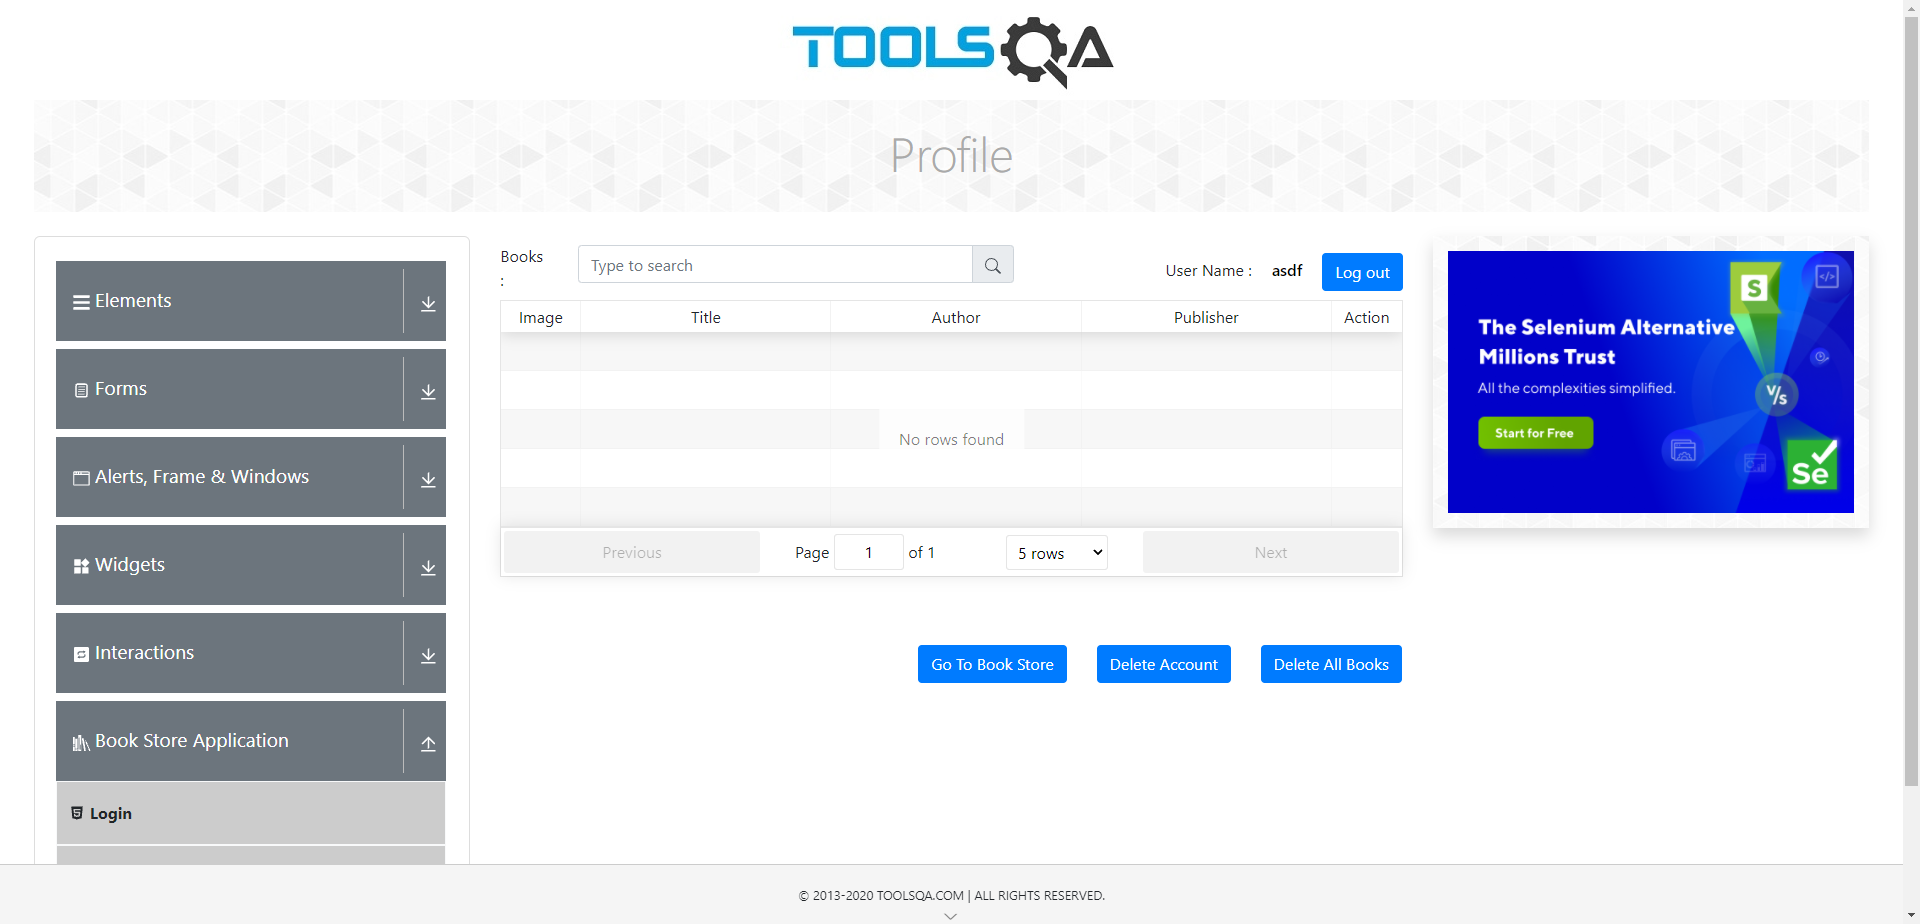 TOOLSQA
Profile
Elements
Forms
Alerts, Frame & Windows
Widgets
Interactions
Book Store Application
Login
Books
:
Type to search
User Name :
asdf
Log out
Image
Title
Author
Publisher
Action
No rows found
Previous
Page
1
of 1
5 rows
Next
Go To Book Store
Delete Account
Delete All Books
S
</>
The Selenium Alternative
Millions Trust
All the complexities simplified.
V/s
Start for Free
Se
© 2013-2020 TOOLSQA.COM | ALL RIGHTS RESERVED.